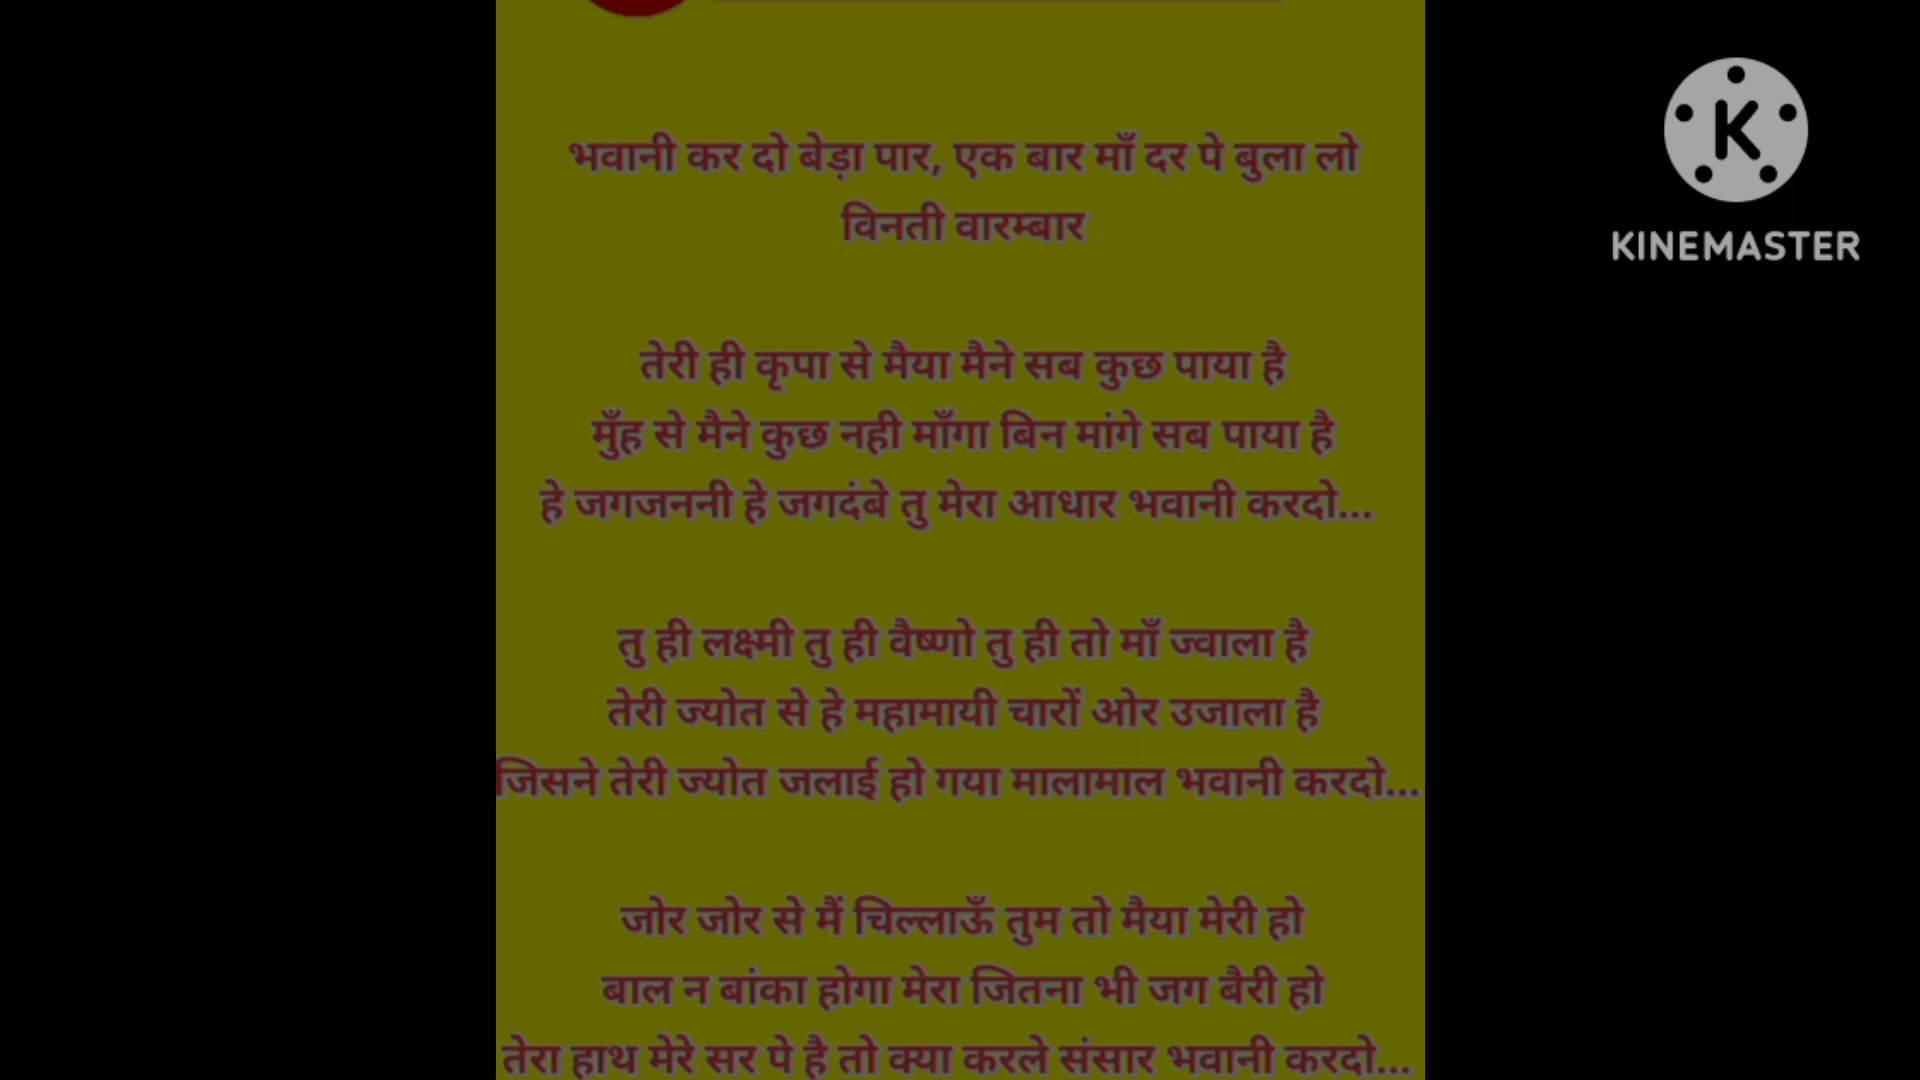 भवानी कर दो बेड़ा पार, एक बार माँ दर पे बुला लो
विनती वारम्बार
तेरी ही कृपा से मैया मैने सब कुछ पाया है
मुँह से मैने कुछ नही माँगा बिन मांगे सब पाया है
हे जगजननी हे जगदंबे तु मेरा आधार भवानी करदो...
तु ही लक्ष्मी तु ही वैष्णो तु ही तो माँ ज्वाला है
तेरी ज्योत से हे महामायी चारों ओर उजाला है
जिसने तेरी ज्योत जलाई हो गया मालामाल भवानी करदो...
जोर जोर से मैं चिल्लाऊँ तुम तो मैया मेरी हो
बाल न बांका होगा मेरा जितना भी जग बैरी हो
तेरा हाथ मेरे सर पे है तो क्या करले संसार भवानी करदो...
K
KINEMASTER